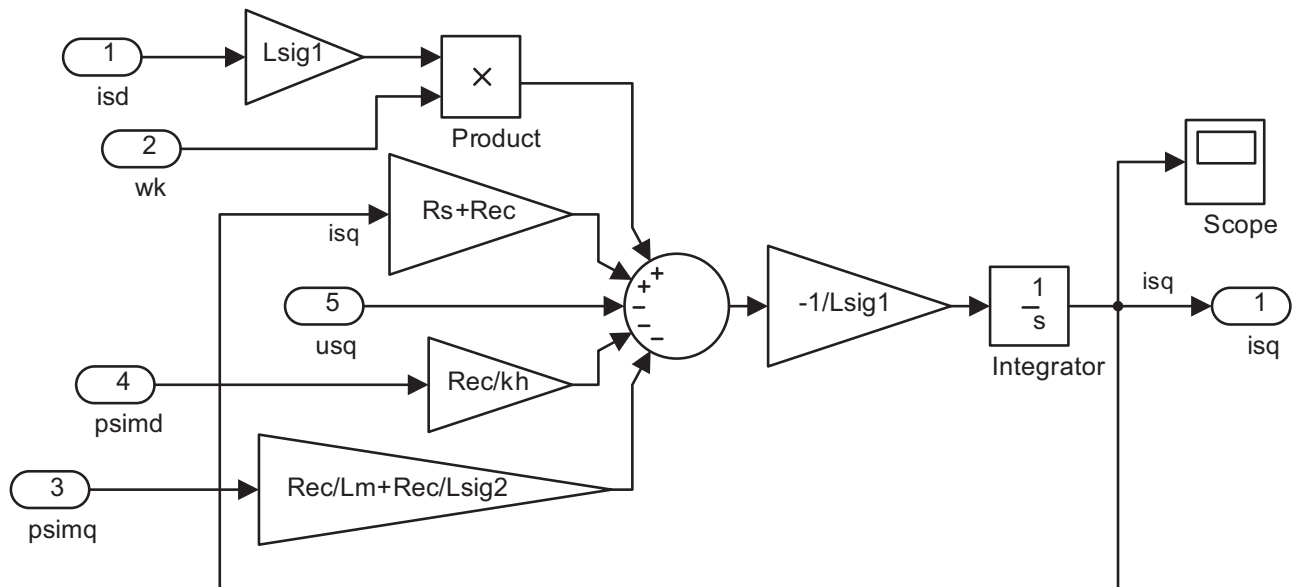 1
Lsig1
isd
×
Product
2
wk
Rs+Rec
isq
Scope
+
+
−
−
−
5
usq
-1/Lsig1
1
s
Integrator
isq
1
isq
4
psimd
Rec/kh
3
psimq
Rec/Lm+Rec/Lsig2